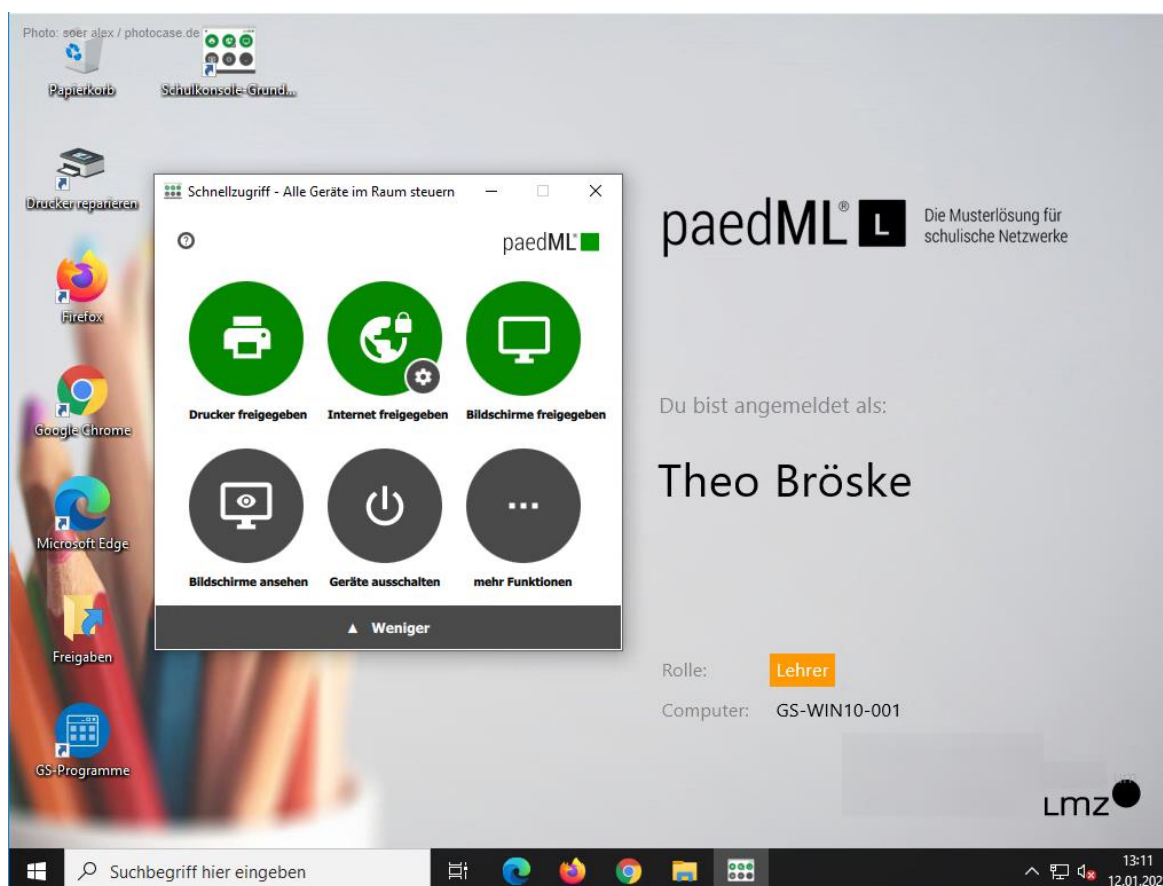 Photo: soer alex / photocase.de
Papierkorb
Schulkonsole-Grund...
Drucker reparieren
Firefox
Google Chrome
Microsoft Edge
Freigaben
GS-Programme
Schnellzugriff - Alle Geräte im Raum steuern
paedML®
Drucker freigegeben
Internet freigegeben
Bildschirme freigegeben
Bildschirme ansehen
Geräte ausschalten
mehr Funktionen
▲ Weniger
paedML® L
Die Musterlösung für
schulische Netzwerke
Du bist angemeldet als:
Theo Bröske
Rolle: Lehrer
Computer: GS-WIN10-001
LMZ
Suchbegriff hier eingeben
13:11
12.01.202